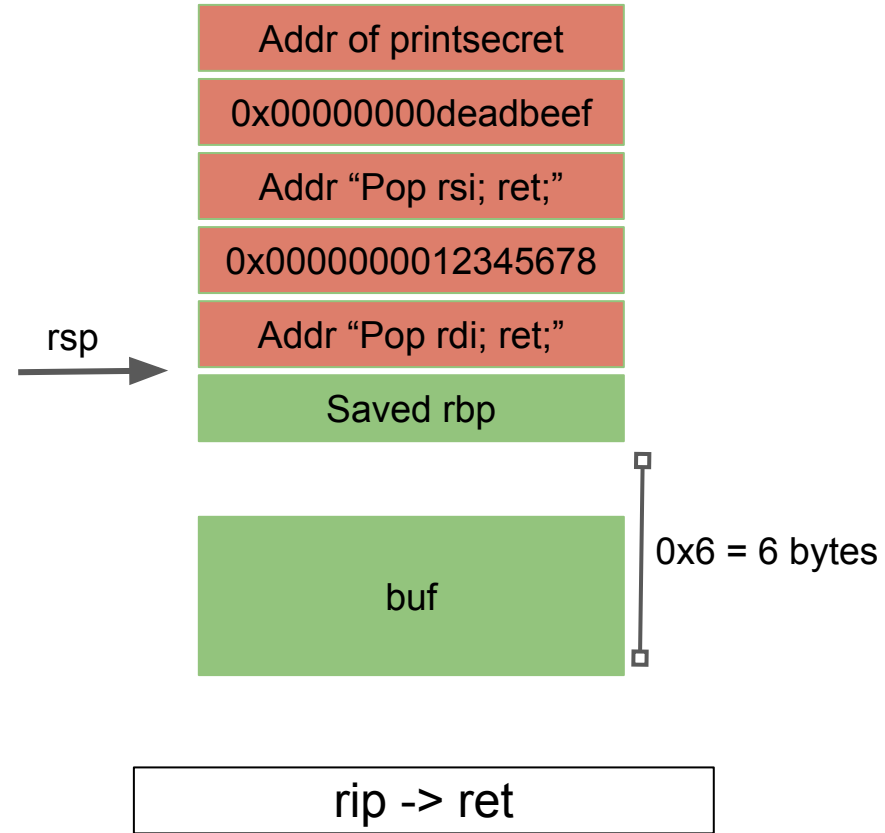 Addr of printsecret
0x00000000deadbeef
Addr “Pop rsi; ret;”
0x0000000012345678
rsp
Addr “Pop rdi; ret;”
Saved rbp
0x6 = 6 bytes
buf
rip -> ret